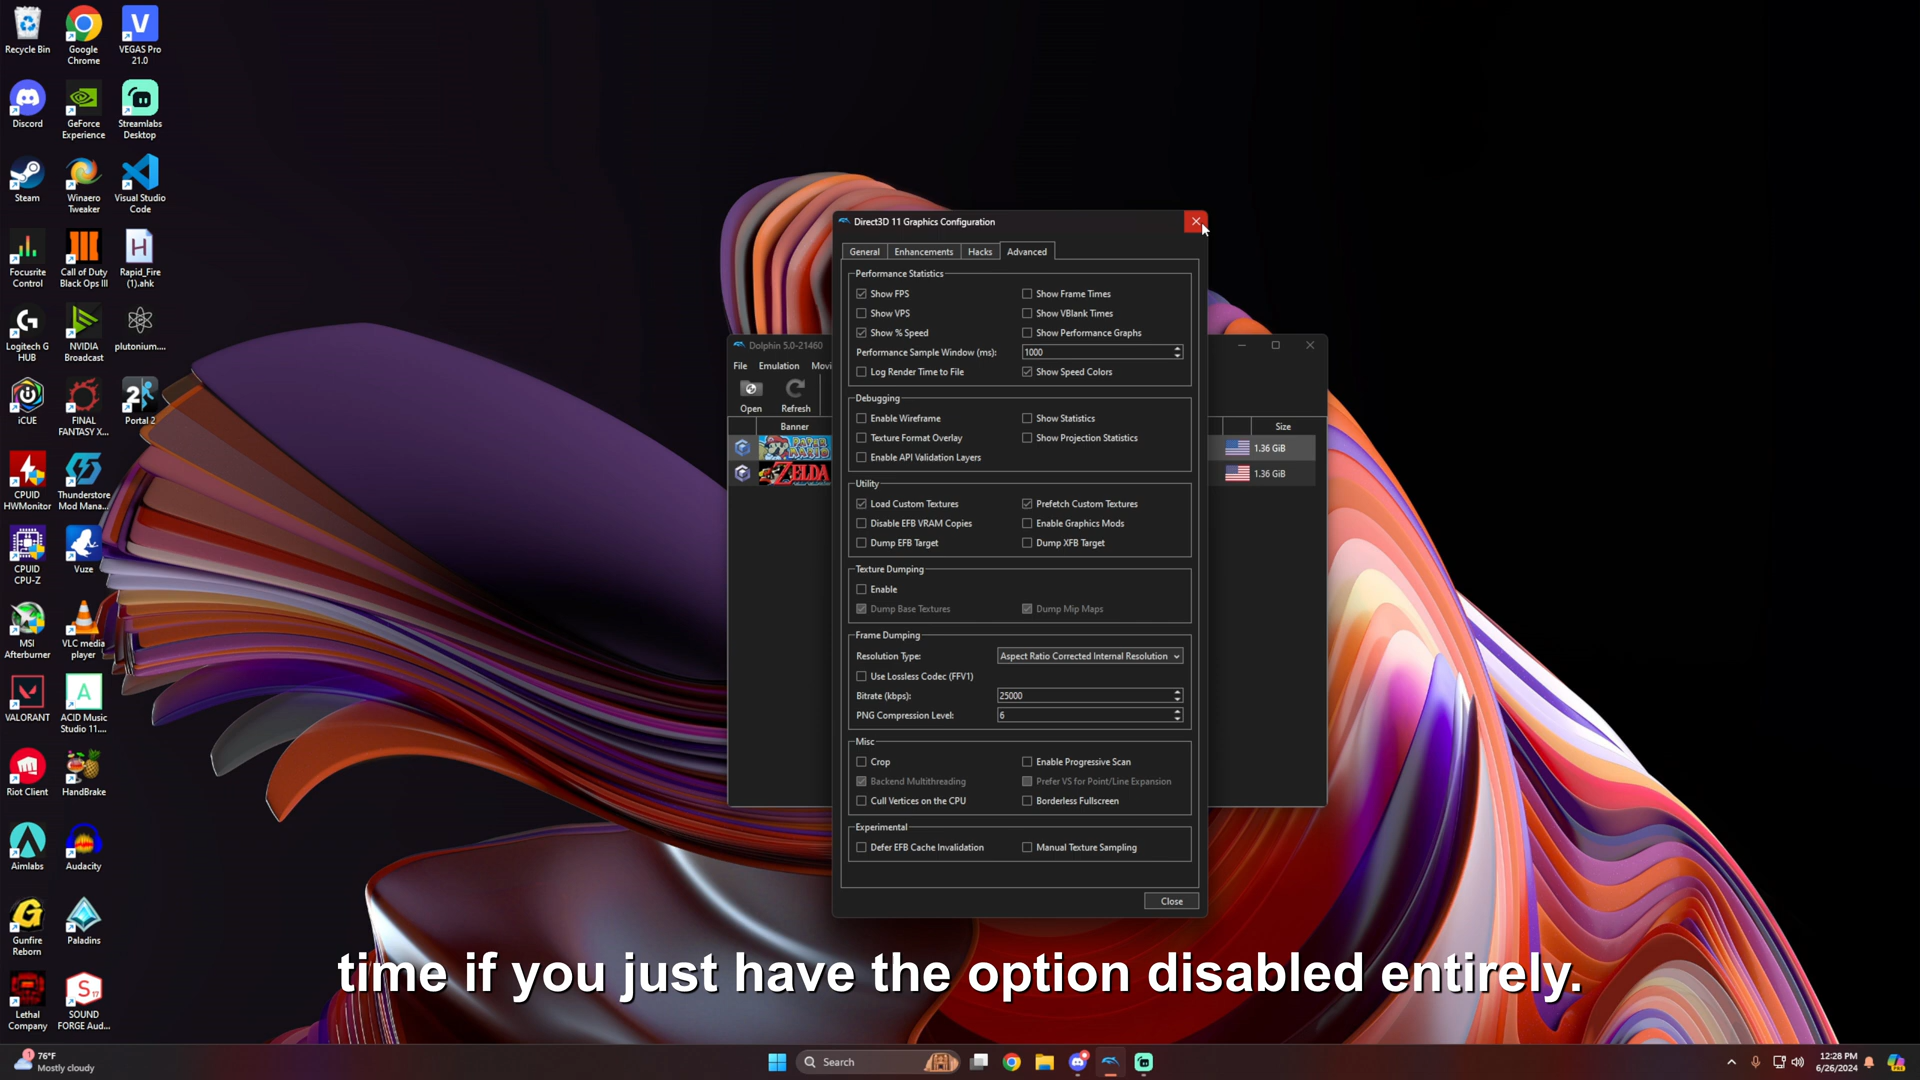 Recycle Bin
Google
Chrome
VEGAS Pro
21.0
Discord
GeForce
Experience
Streamlabs
Desktop
Steam
Winaero
Tweaker
Visual Studio
Code
Focusrite
Control
Call of Duty
Black Ops III
Rapid_Fire
(1).ahk
Logitech G
HUB
NVIDIA
Broadcast
plutonium....
iCUE
FINAL
FANTASY X...
Portal 2
CPUID
HWMonitor
Thunderstore
Mod Mana...
CPUID
CPU-Z
Vuze
MSI
Afterburner
VLC media
player
VALORANT
ACID Music
Studio 11....
Riot Client
HandBrake
Aimlabs
Audacity
Gunfire
Reborn
Paladins
Lethal
Company
SOUND
FORGE Aud...
Dolphin 5.0-21460
File Emulation Movi
Open Refresh
Banner
Size
PAPER MARIO
1.36 GiB
ZELDA
1.36 GiB
Direct3D 11 Graphics Configuration
General Enhancements Hacks Advanced
Performance Statistics
Show FPS Show Frame Times
Show VPS Show VBlank Times
Show % Speed Show Performance Graphs
Performance Sample Window (ms): 1000
Log Render Time to File Show Speed Colors
Debugging
Enable Wireframe Show Statistics
Texture Format Overlay Show Projection Statistics
Enable API Validation Layers
Utility
Load Custom Textures Prefetch Custom Textures
Disable EFB VRAM Copies Enable Graphics Mods
Dump EFB Target Dump XFB Target
Texture Dumping
Enable
Dump Base Textures Dump Mip Maps
Frame Dumping
Resolution Type: Aspect Ratio Corrected Internal Resolution
Use Lossless Codec (FFV1)
Bitrate (kbps): 25000
PNG Compression Level: 6
Misc
Crop Enable Progressive Scan
Backend Multithreading Prefer VS for Point/Line Expansion
Cull Vertices on the CPU Borderless Fullscreen
Experimental
Defer EFB Cache Invalidation Manual Texture Sampling
Close
time if you just have the option disabled entirely.
76°F
Mostly cloudy
Search
12:28 PM
6/26/2024